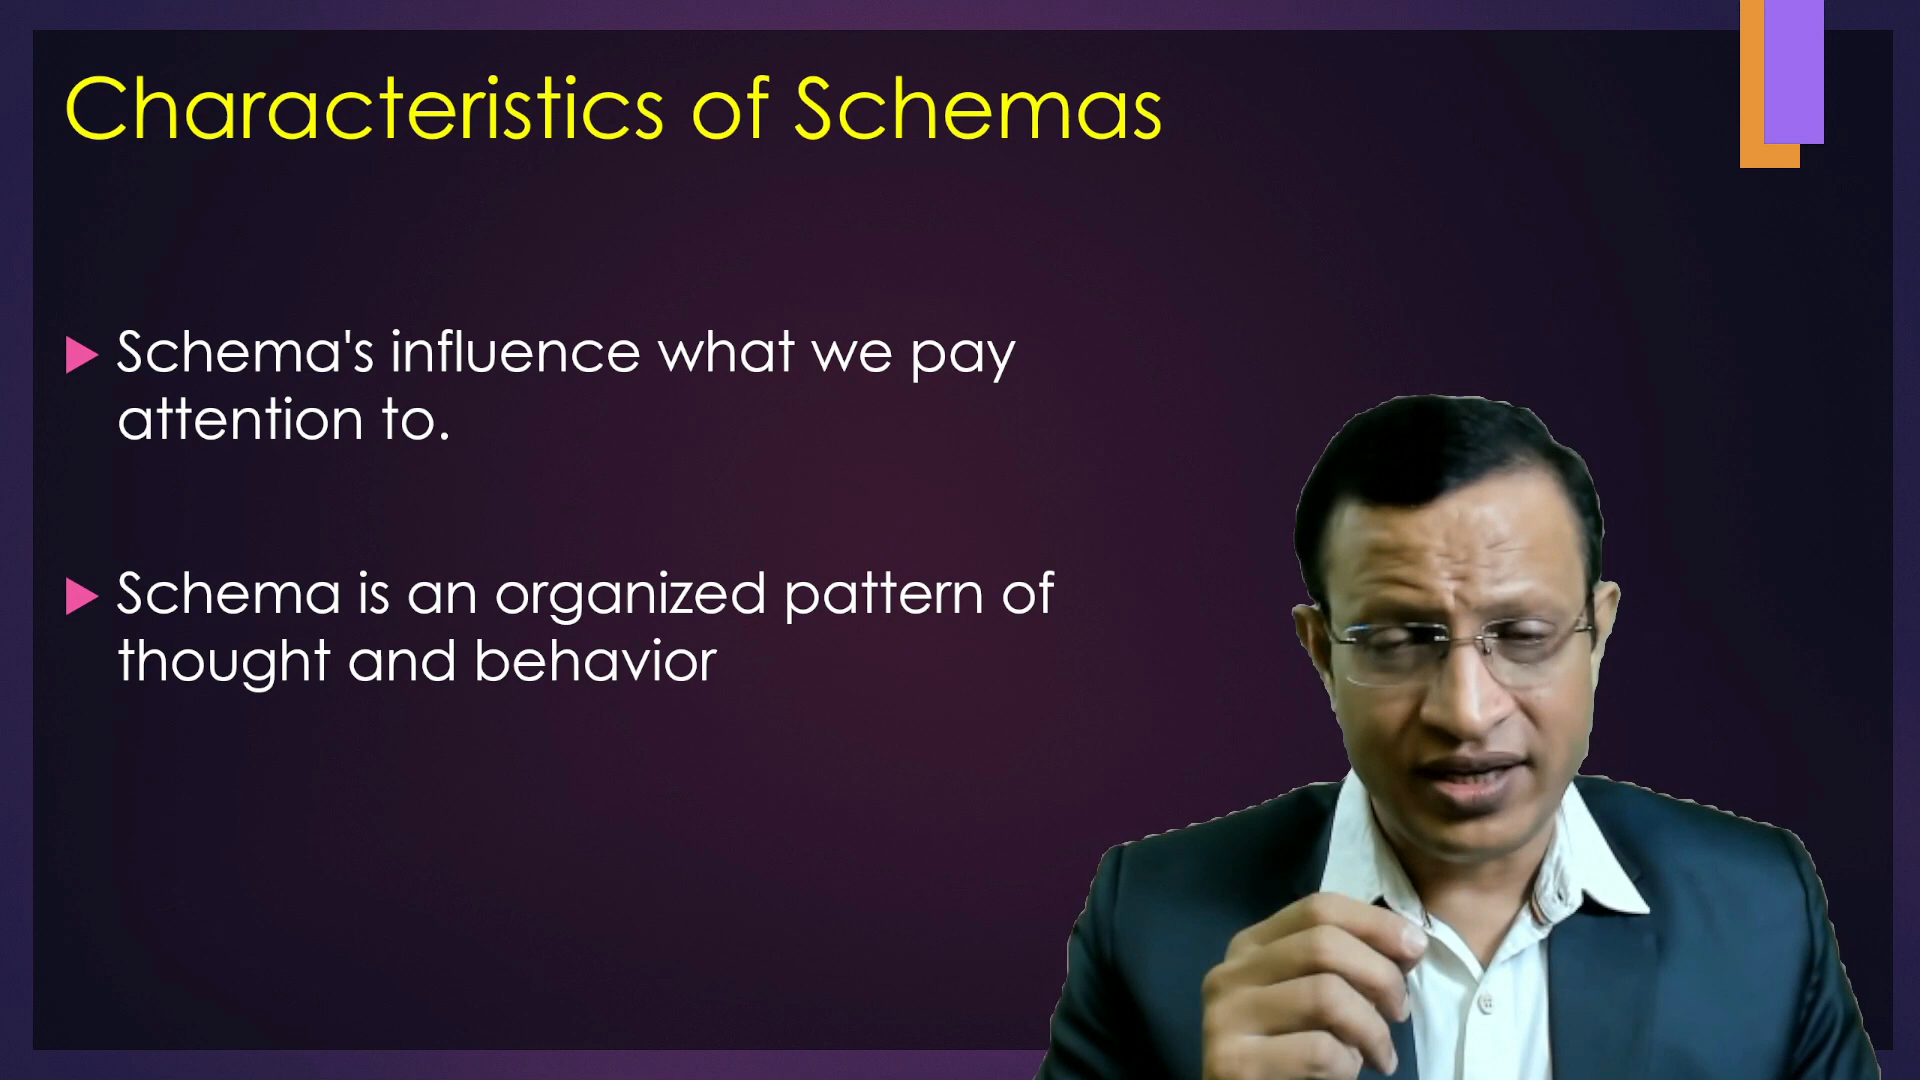 Characteristics of Schemas
Schema's influence what we pay
attention to.
Schema is an organized pattern of
thought and behavior